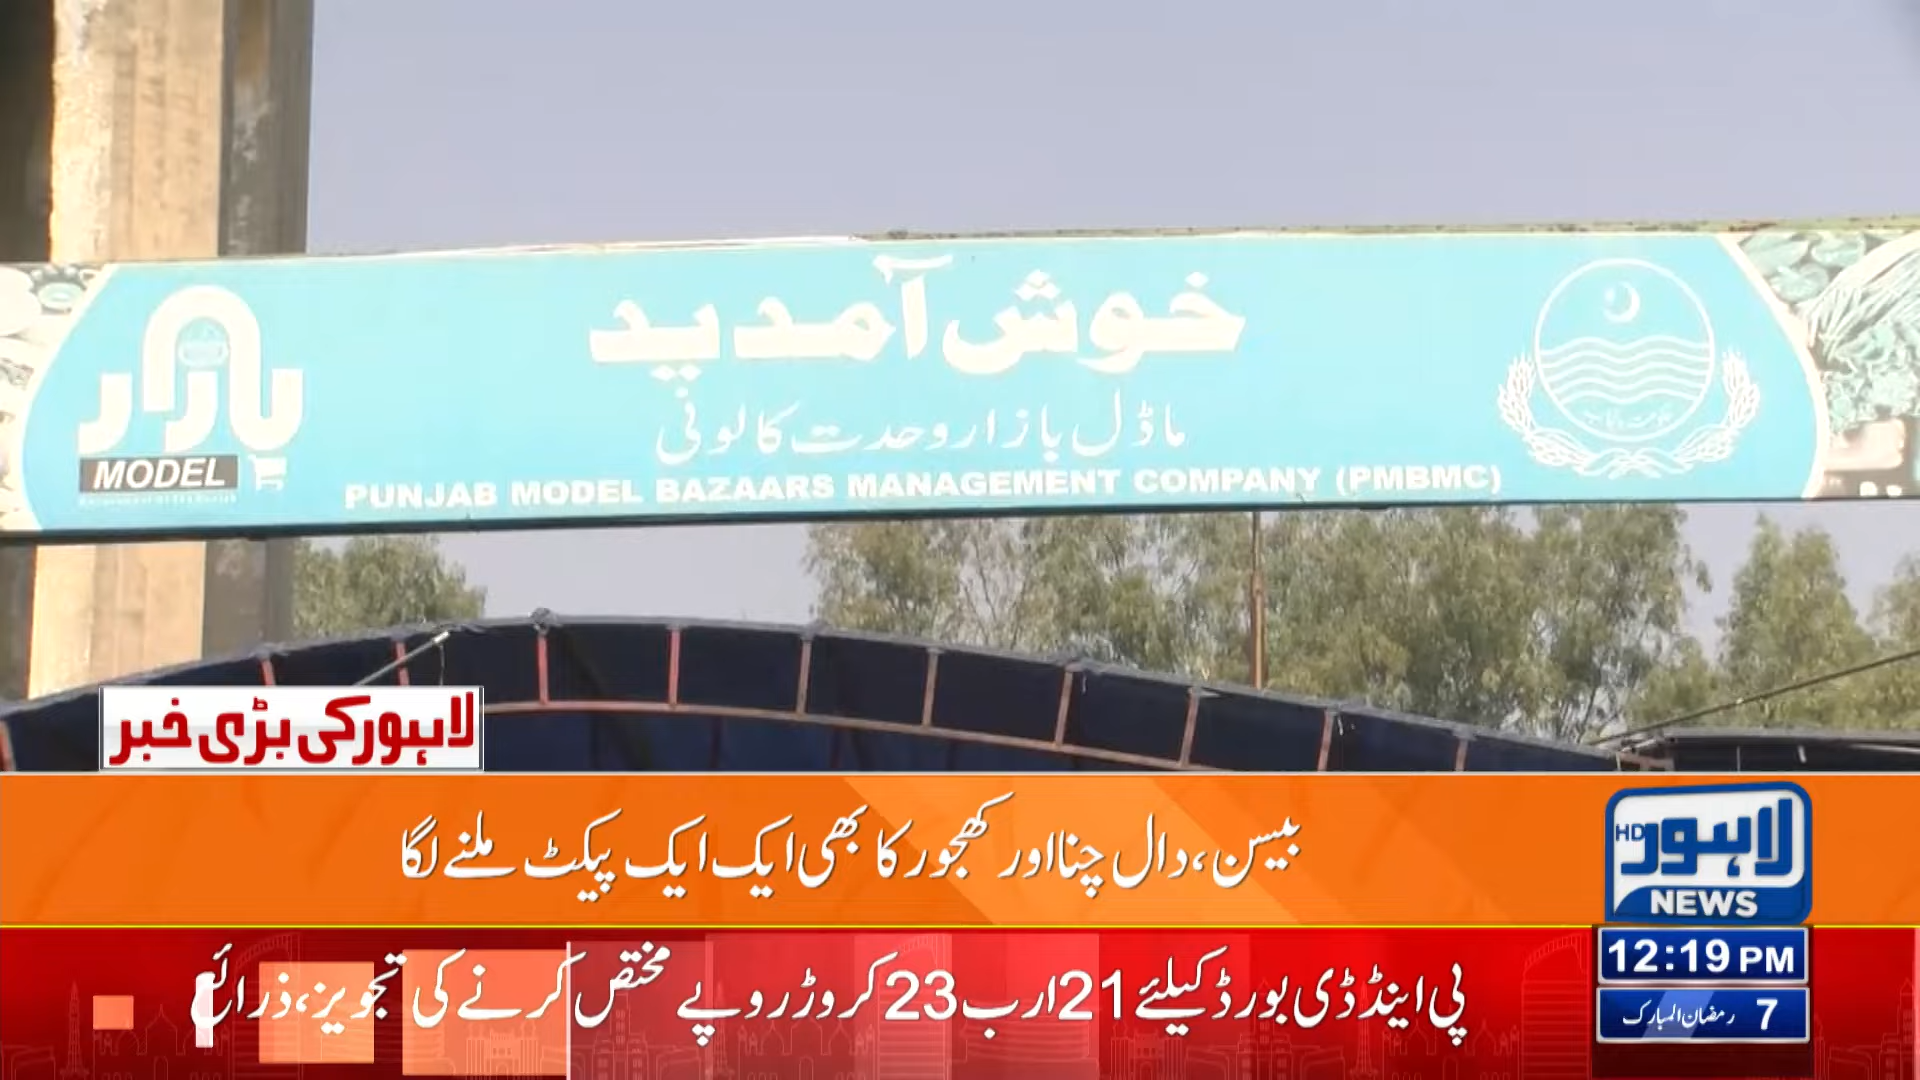 خوش آمدید
ماڈل بازار وحدت کالونی
PUNJAB MODEL BAZAARS MANAGEMENT COMPANY (PMBMC)
بازار
MODEL
لاہور کی بڑی خبر
بیسن، دال چنا اور کھجور کا بھی ایک ایک پیکٹ ملنے لگا
لاہور HD
NEWS
پی اینڈ ڈی بورڈ کیلئے 21 ارب 23 کروڑ روپے مختص کرنے کی تجویز، ذرائع
12:19 PM
7 رمضان المبارک